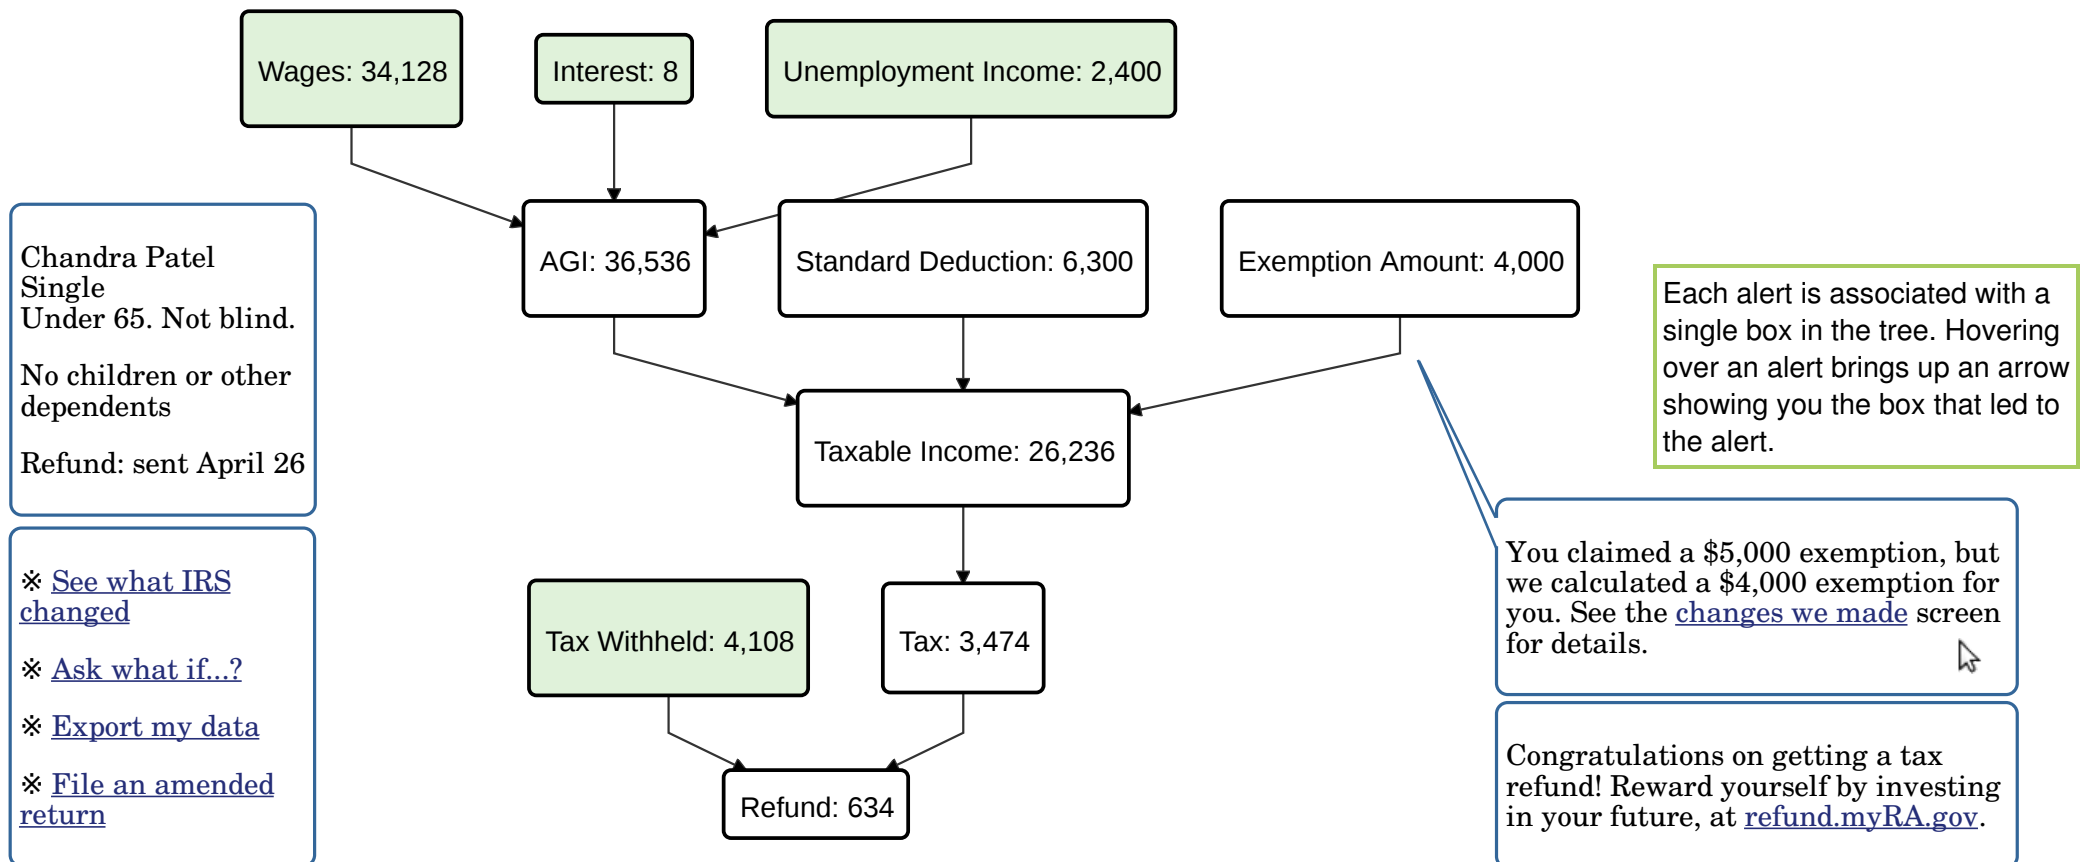 Wages: 34,128
Interest: 8
Unemployment Income: 2,400
AGI: 36,536
Standard Deduction: 6,300
Exemption Amount: 4,000
Chandra Patel
Single
Under 65. Not blind.
No children or other
dependents
Refund: sent April 26
Each alert is associated with a
single box in the tree. Hovering
over an alert brings up an arrow
showing you the box that led to
the alert.
Taxable Income: 26,236
※ See what IRS
changed
※ Ask what if...?
※ Export my data
※ File an amended
return
Tax Withheld: 4,108
Tax: 3,474
Refund: 634
You claimed a $5,000 exemption, but
we calculated a $4,000 exemption for
you. See the changes we made screen
for details.
Congratulations on getting a tax
refund! Reward yourself by investing
in your future, at refund.myRA.gov.